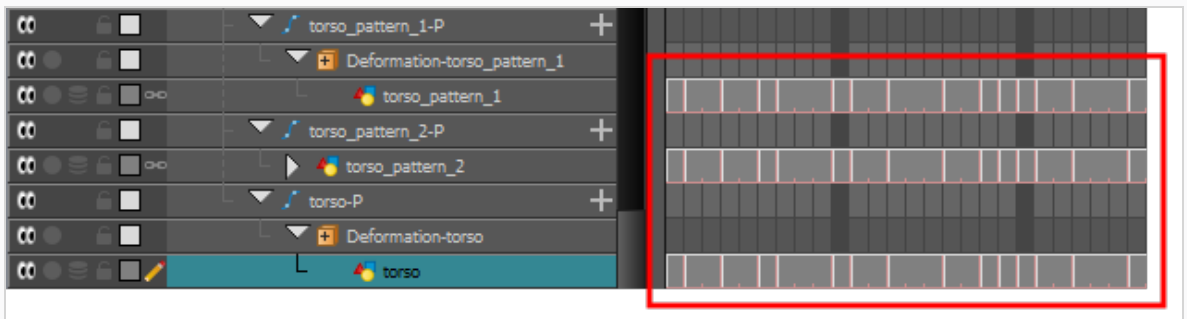 torso_pattern_1-P
Deformation-torso_pattern_1
torso_pattern_1
torso_pattern_2-P
torso_pattern_2
torso-P
Deformation-torso
torso